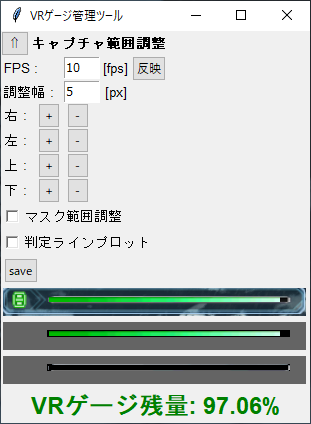 VRゲージ管理ツール
⇑ キャプチャ範囲調整
FPS : 10 [fps] 反映
調整幅 : 5 [px]
右 : + -
左 : + -
上 : + -
下 : + -
マスク範囲調整
判定ラインプロット
save
VRゲージ残量: 97.06%